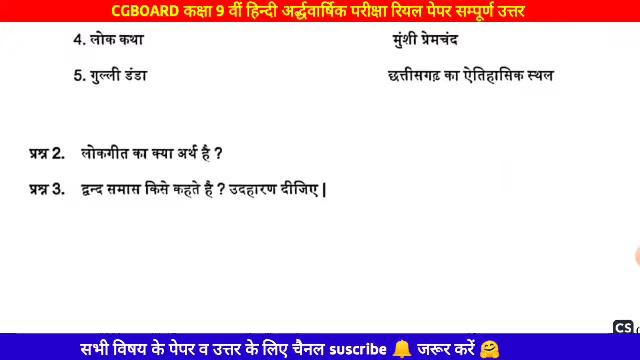 CGBOARD कक्षा 9 वीं हिन्दी अर्द्धवार्षिक परीक्षा रियल पेपर सम्पूर्ण उत्तर
4. लोक कथा मुंशी प्रेमचंद
5. गुल्ली डंडा छत्तीसगढ़ का ऐतिहासिक स्थल
प्रश्न 2. लोकगीत का क्या अर्थ है ?
प्रश्न 3. द्वन्द समास किसे कहते है ? उदहारण दीजिए |
CS
सभी विषय के पेपर व उत्तर के लिए चैनल suscribe 🔔 जरूर करें 🤗